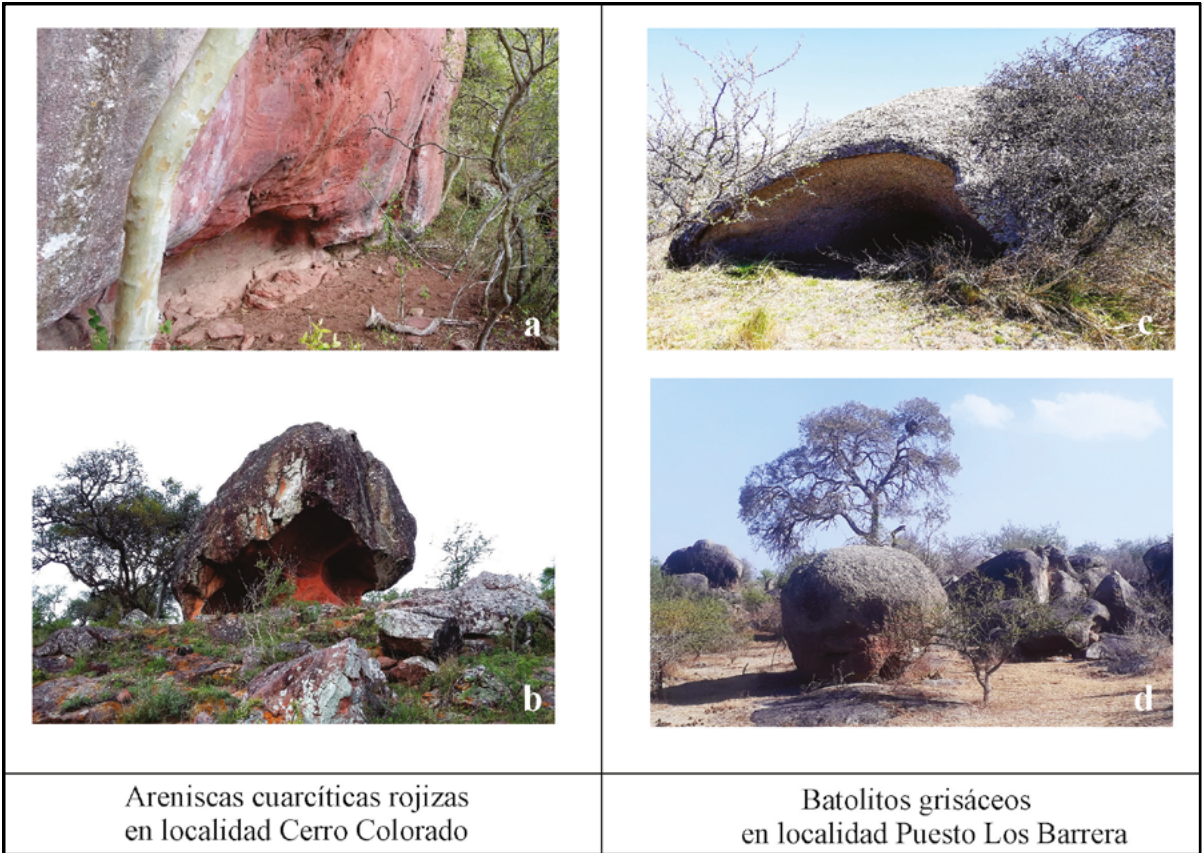 a
c
b
d
Areniscas cuarcíticas rojizas
en localidad Cerro Colorado
Batolitos grisáceos
en localidad Puesto Los Barrera